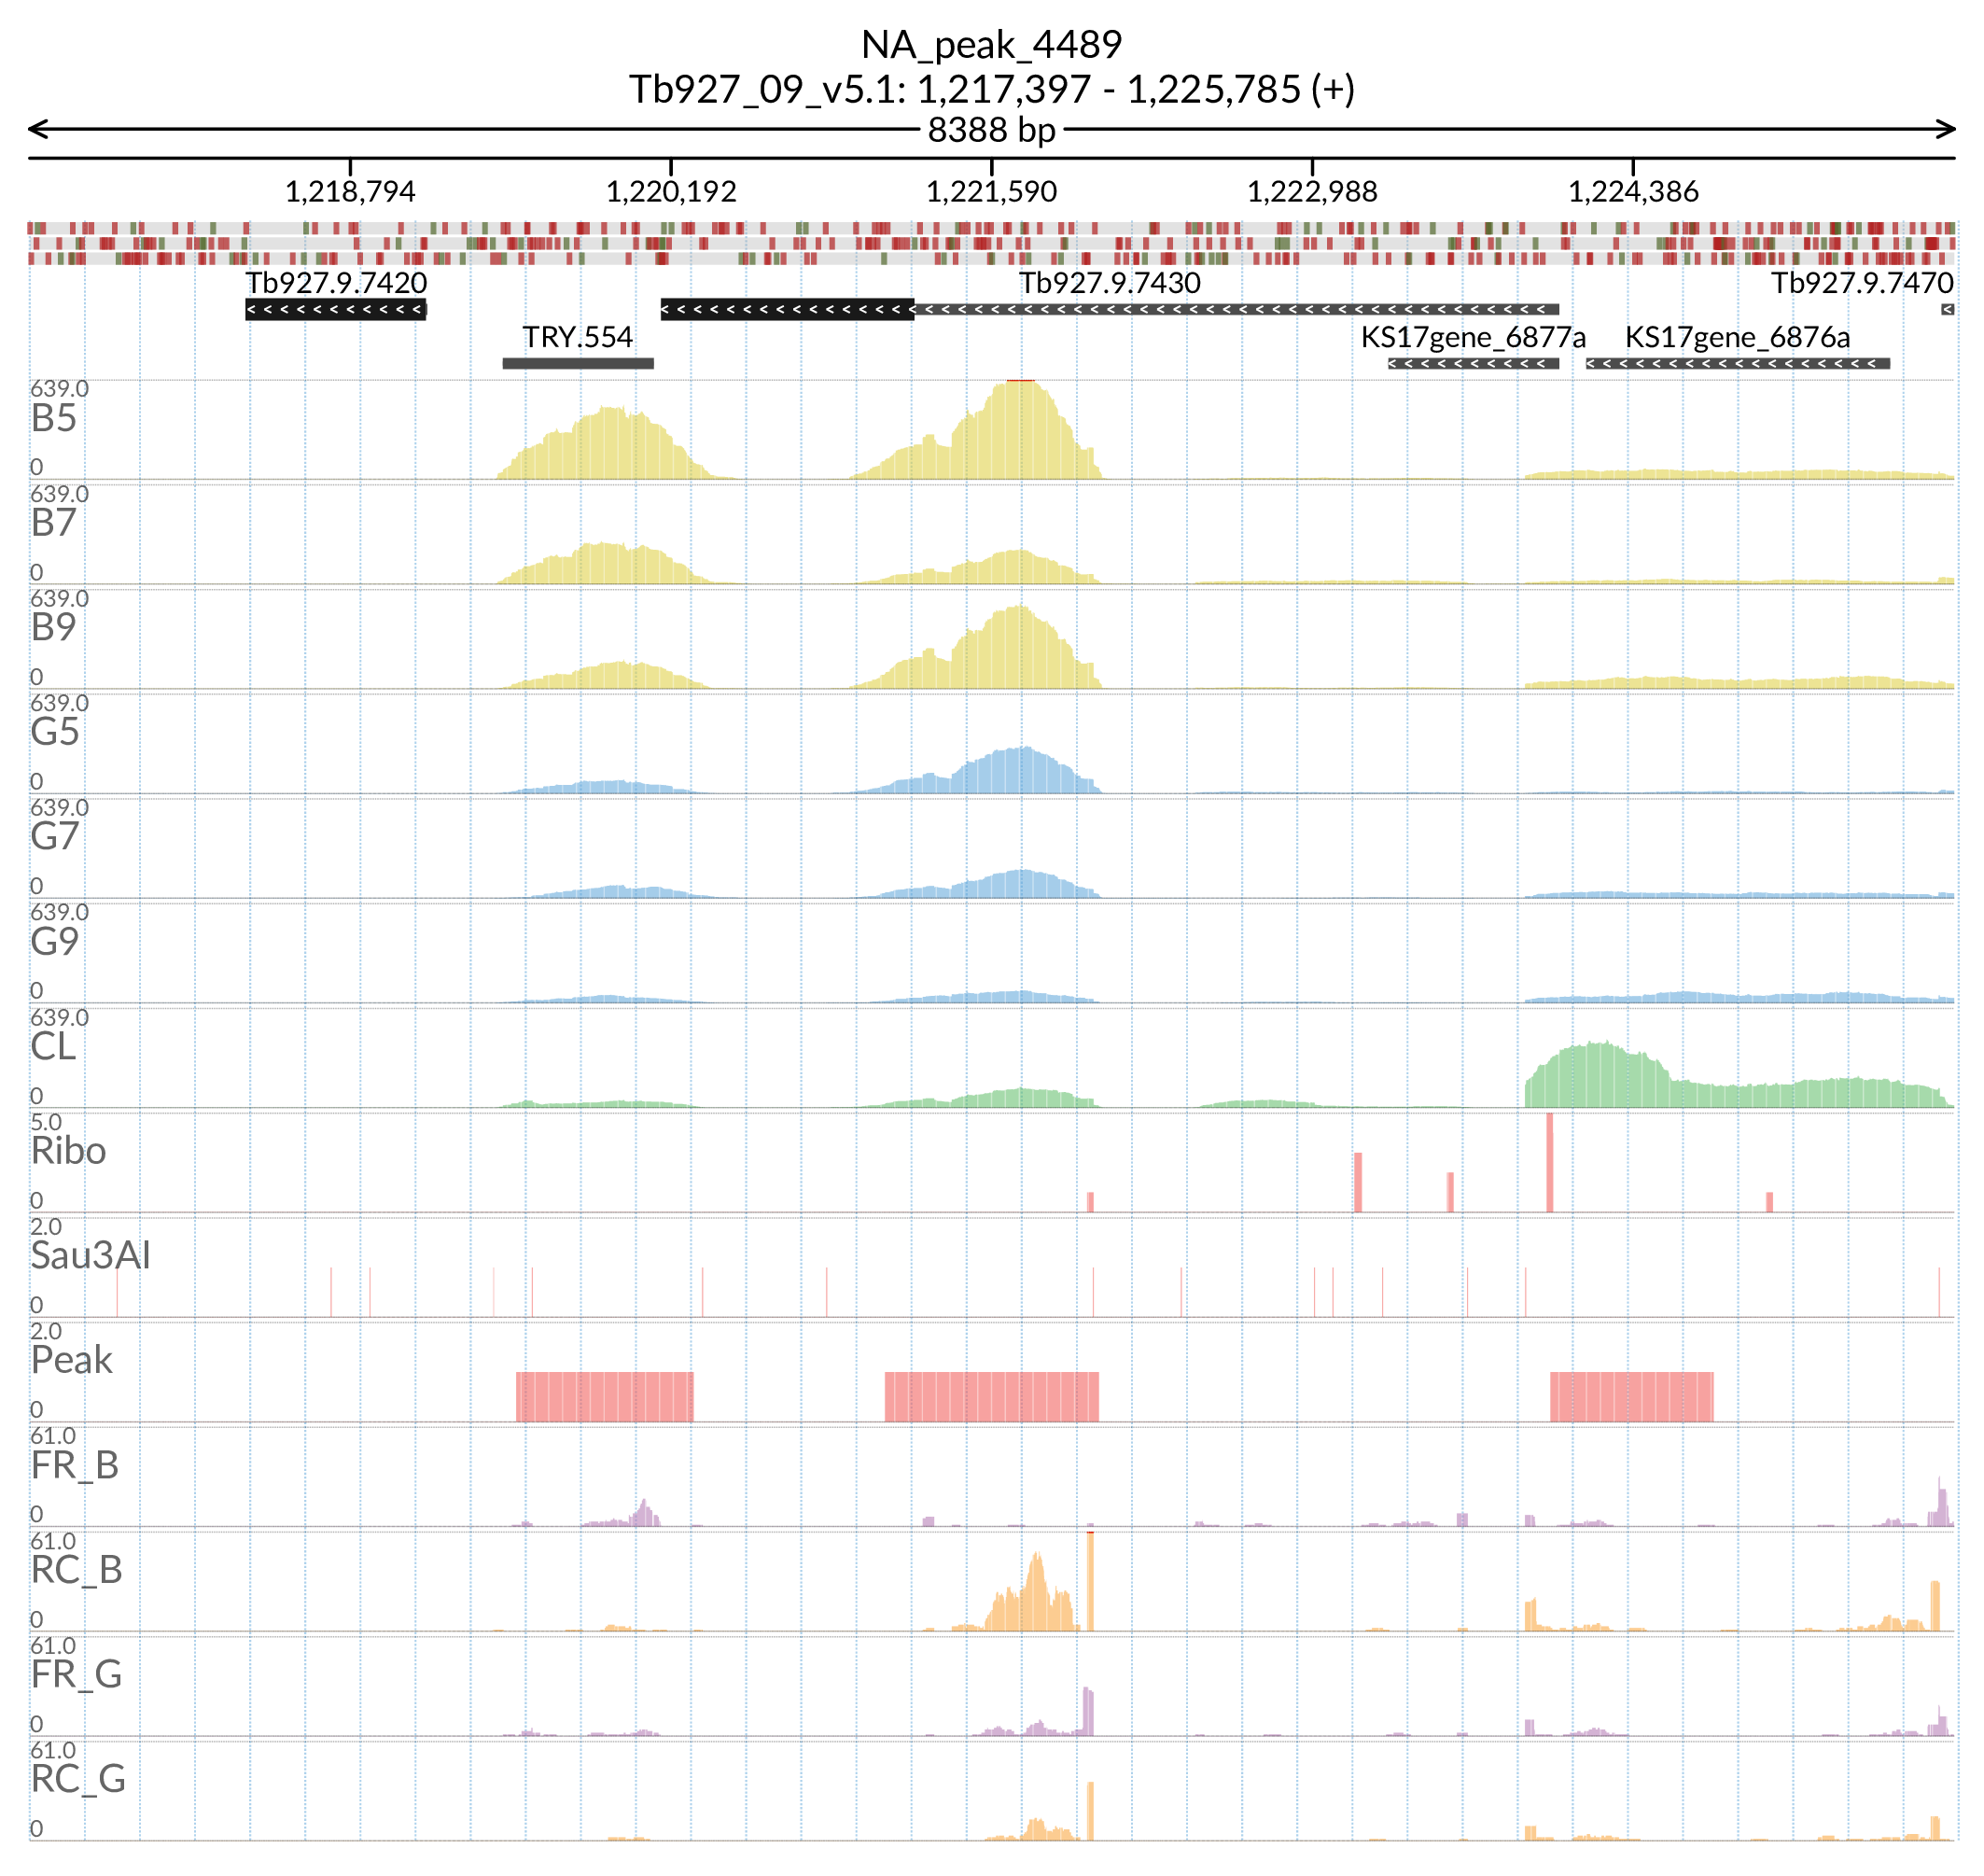 NA_peak_4489
Tb927_09_v5.1: 1,217,397 - 1,225,785 (+)
8388 bp
1,218,794 1,220,192 1,221,590 1,222,988 1,224,386
Tb927.9.7420 Tb927.9.7430 Tb927.9.7470
TRY.554 KS17gene_6877a KS17gene_6876a
639.0
B5
0
639.0
B7
0
639.0
B9
0
639.0
G5
0
639.0
G7
0
639.0
G9
0
639.0
CL
0
5.0
Ribo
0
2.0
Sau3AI
0
2.0
Peak
0
61.0
FR_B
0
61.0
RC_B
0
61.0
FR_G
0
61.0
RC_G
0